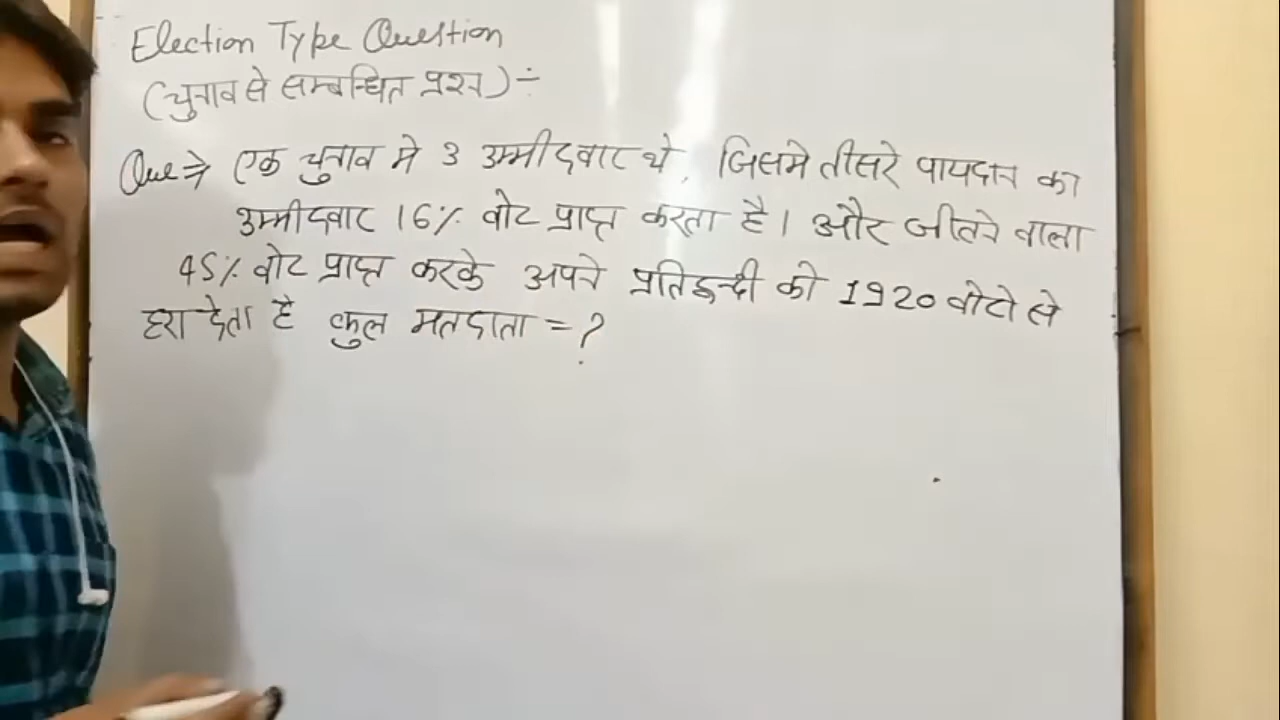 Election Type Question
(चुनाव से सम्बन्धित प्रश्न) ÷
Que ⇒ एक चुनाव मे 3 उम्मीदवार थे, जिसमे तीसरे पायदान का
उम्मीदवार 16% वोट प्राप्त करता है। और जीतने वाला
45% वोट प्राप्त करके अपने प्रतिद्वन्दी को 1920 वोटो से
हरा देता है कुल मतदाता = ?